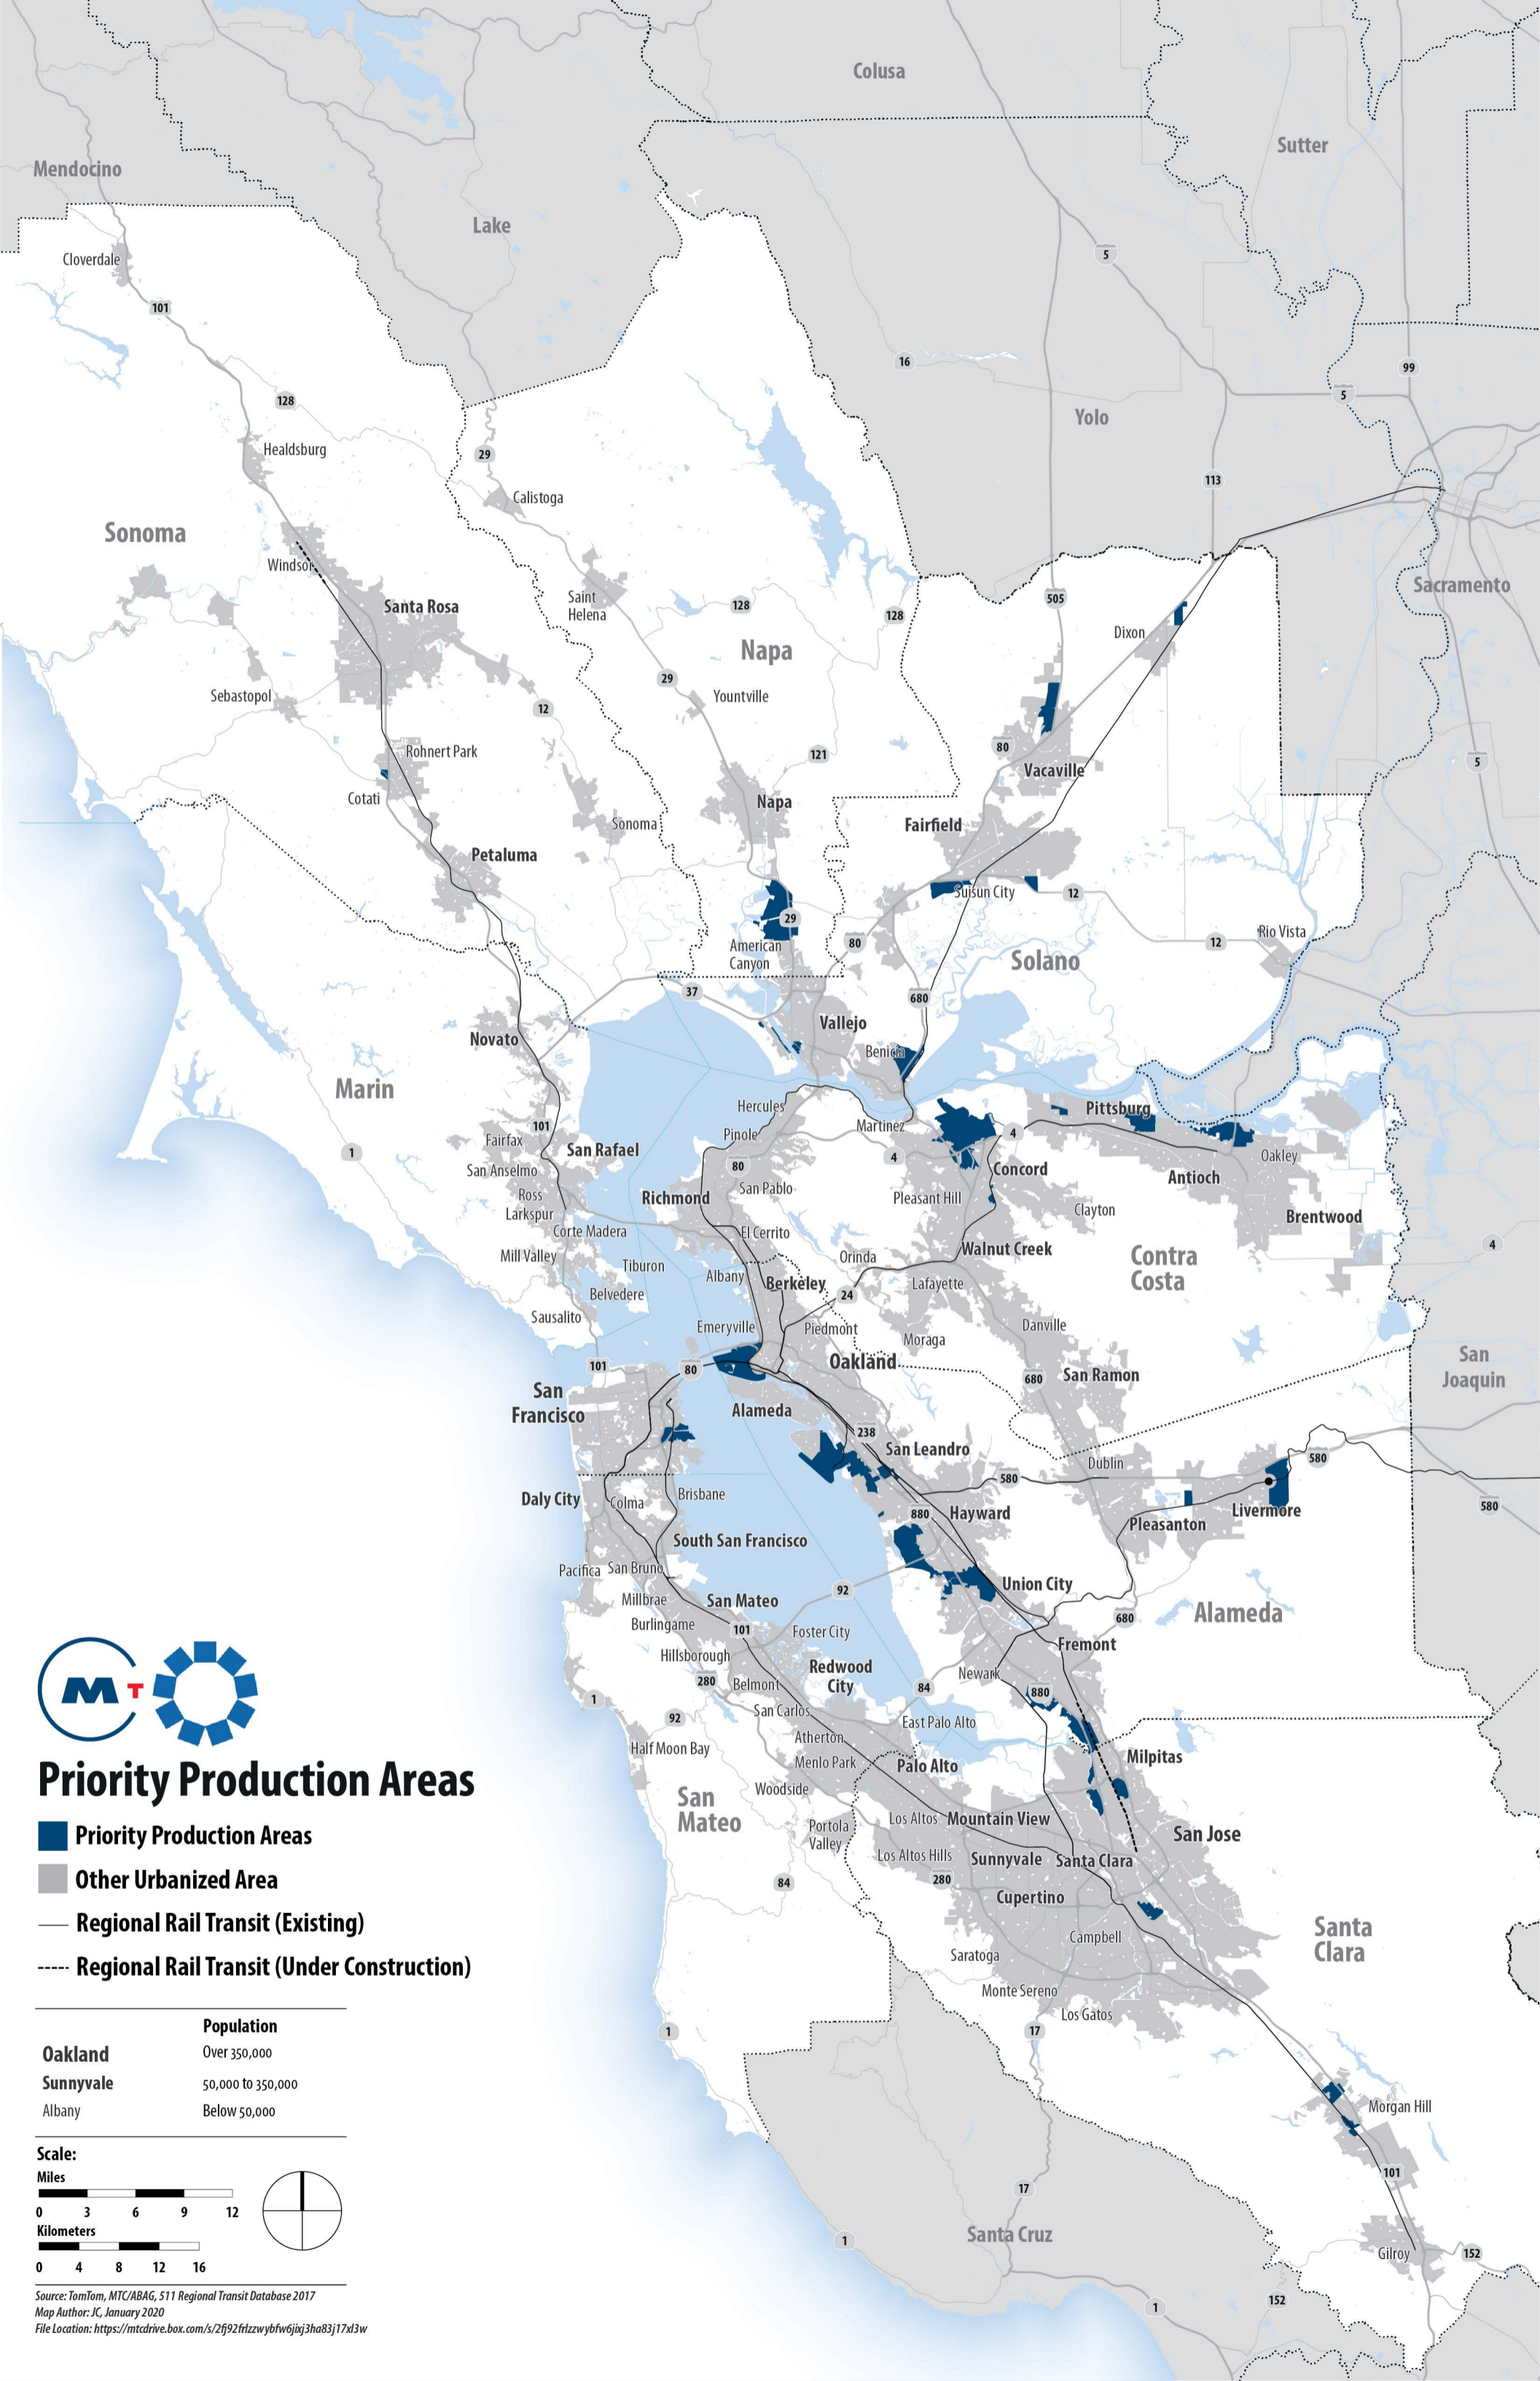 Colusa
Sutter
Mendocino
Lake
Cloverdale
5
101
16
99
5
128
Yolo
Healdsburg
29
113
Calistoga
Sonoma
Windsor
Sacramento
Saint
Helena
128
505
Santa Rosa
128
Dixon
Napa
29
Sebastopol
Yountville
12
80
Rohnert Park
121
5
Vacaville
Cotati
Napa
Sonoma
Fairfield
Petaluma
Suisun City
12
29
American
Canyon
80
Rio Vista
12
Solano
37
680
Vallejo
Novato
Benicia
Marin
Hercules
Pittsburg
101
Martinez
Pinole
4
Fairfax
San Rafael
1
4
Oakley
San Anselmo
80
Concord
Antioch
Ross
Richmond
San Pablo
Pleasant Hill
Larkspur
Clayton
Brentwood
Corte Madera
El Cerrito
4
Mill Valley
Orinda
Walnut Creek
Contra
Costa
Tiburon
Albany
Berkeley
Lafayette
Belvedere
24
Sausalito
Emeryville
Piedmont
Danville
Moraga
101
80
Oakland
San
Joaquin
680
San Ramon
San
Francisco
Alameda
238
San Leandro
Dublin
580
580
Daly City
Colma
Brisbane
580
880
Hayward
Livermore
Pleasanton
South San Francisco
Pacifica
San Bruno
Union City
92
Millbrae
San Mateo
Alameda
680
Burlingame
101
Foster City
Fremont
Hillsborough
Redwood
City
Newark
280
Belmont
84
880
1
San Carlos
92
East Palo Alto
Atherton
Half Moon Bay
Menlo Park
Palo Alto
Milpitas
San
Mateo
Woodside
Los Altos
Mountain View
Portola
Valley
San Jose
Los Altos Hills
Sunnyvale
Santa Clara
84
280
Cupertino
Santa
Clara
Campbell
Saratoga
Monte Sereno
Los Gatos
1
17
Morgan Hill
101
17
Santa Cruz
1
Gilroy
152
152
1
M T
Priority Production Areas
Priority Production Areas
Other Urbanized Area
Regional Rail Transit (Existing)
Regional Rail Transit (Under Construction)
Population
Oakland Over 350,000
Sunnyvale 50,000 to 350,000
Albany Below 50,000
Scale:
Miles
0 3 6 9 12
Kilometers
0 4 8 12 16
Source: TomTom, MTC/ABAG, 511 Regional Transit Database 2017
Map Author: JC, January 2020